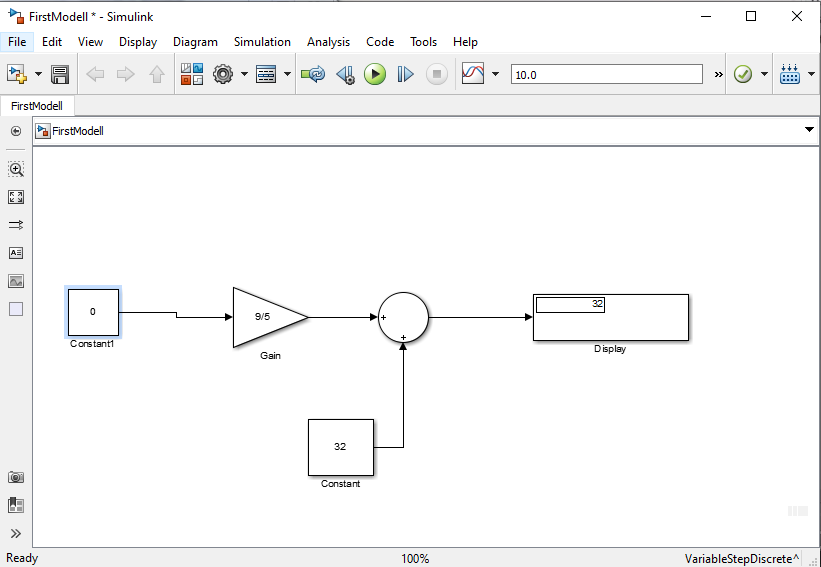 FirstModell * - Simulink
File Edit View Display Diagram Simulation Analysis Code Tools Help
10.0 »
FirstModell
FirstModell
0
9/5
+
+
32
Constant1
Gain
Display
32
Constant
Ready 100% VariableStepDiscrete^